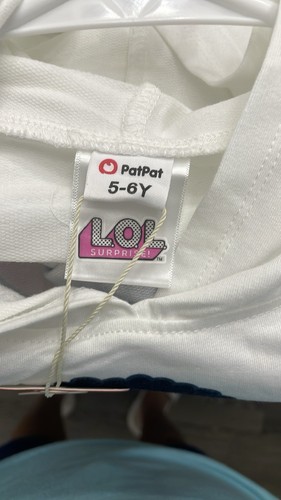 PatPat
5-6Y
L.O.L
SURPRISE!
TM